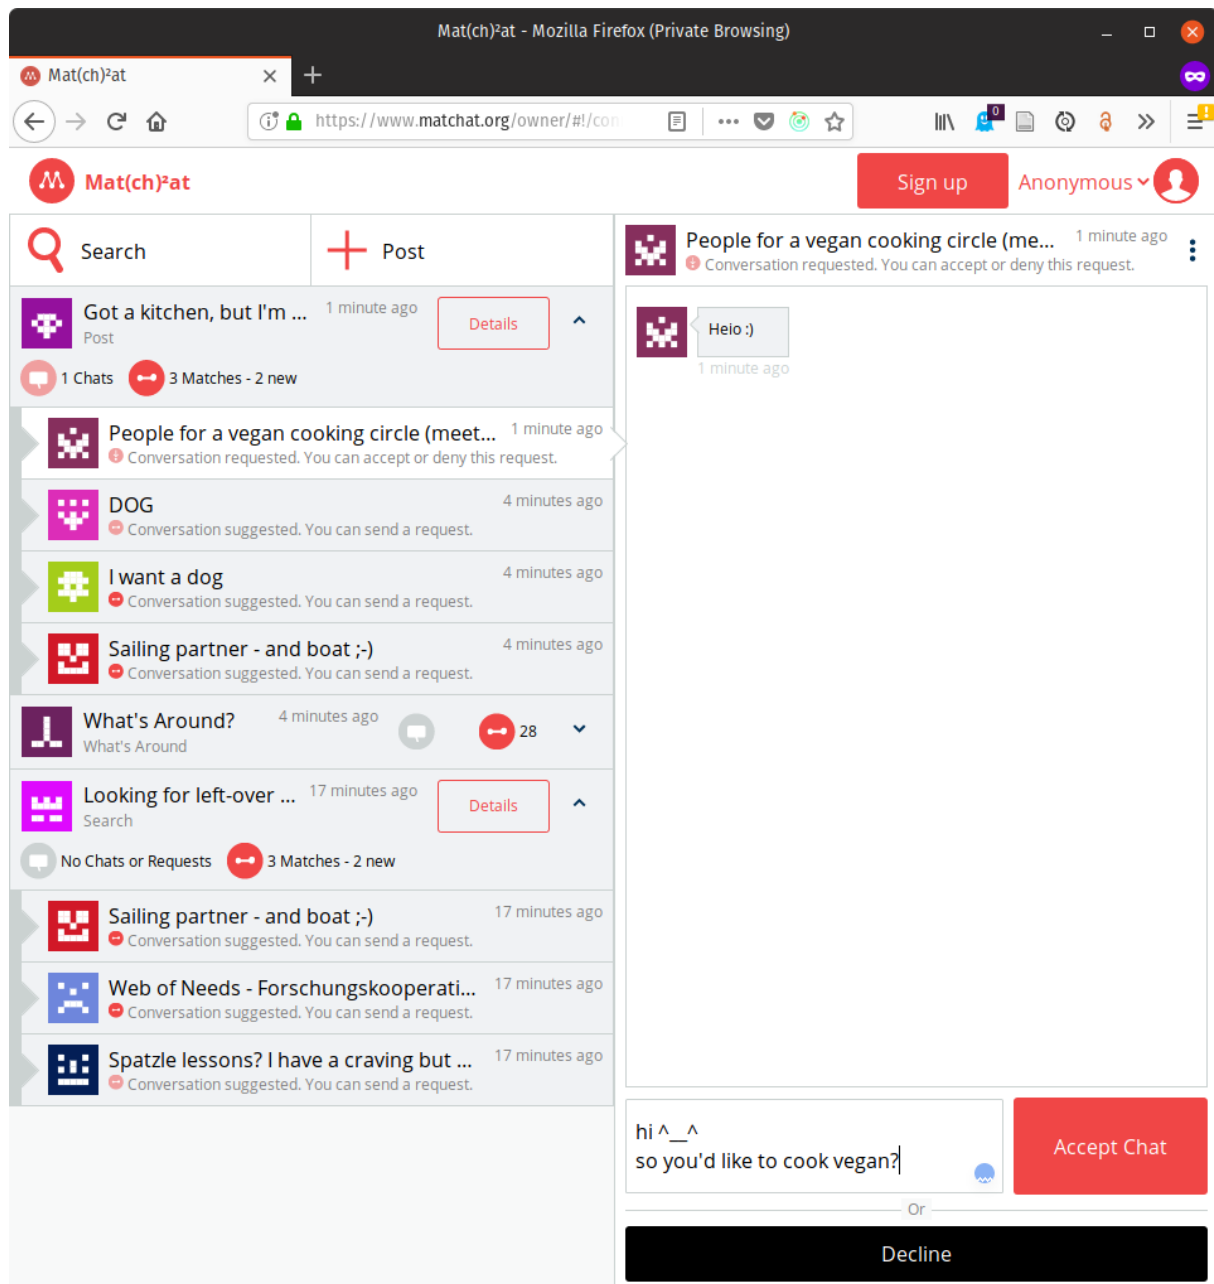 Mat(ch)²at - Mozilla Firefox (Private Browsing)
Mat(ch)²at
https://www.matchat.org/owner/#!/con
0
Mat(ch)²at
Sign up
Anonymous
Search
Post
Got a kitchen, but I'm ...
1 minute ago
Post
Details
1 Chats
3 Matches - 2 new
People for a vegan cooking circle (meet...
1 minute ago
Conversation requested. You can accept or deny this request.
DOG
4 minutes ago
Conversation suggested. You can send a request.
I want a dog
4 minutes ago
Conversation suggested. You can send a request.
Sailing partner - and boat ;-)
4 minutes ago
Conversation suggested. You can send a request.
What's Around?
4 minutes ago
What's Around
28
Looking for left-over ...
17 minutes ago
Search
Details
No Chats or Requests
3 Matches - 2 new
Sailing partner - and boat ;-)
17 minutes ago
Conversation suggested. You can send a request.
Web of Needs - Forschungskooperati...
17 minutes ago
Conversation suggested. You can send a request.
Spatzle lessons? I have a craving but ...
17 minutes ago
Conversation suggested. You can send a request.
People for a vegan cooking circle (me...
1 minute ago
Conversation requested. You can accept or deny this request.
Heio :)
1 minute ago
hi ^__^
so you'd like to cook vegan?
Accept Chat
Or
Decline